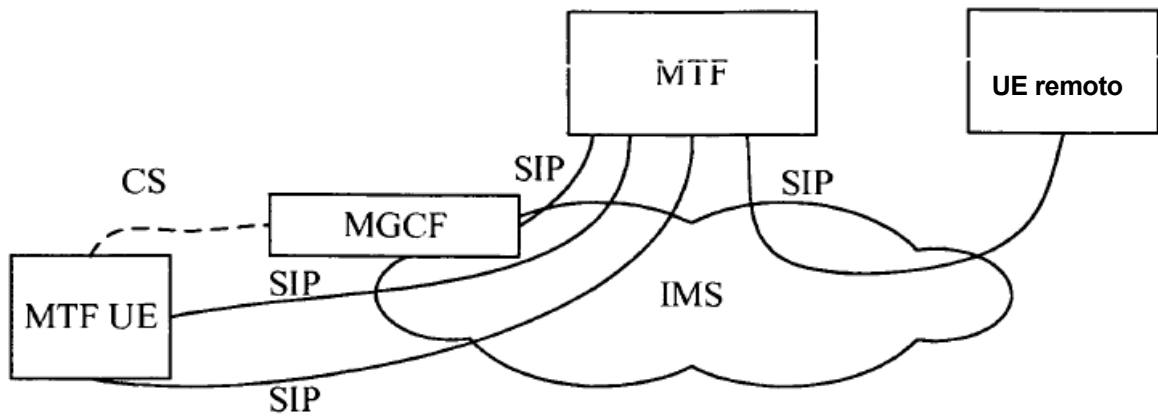 MTF
UE remoto
SIP
SIP
CS
MGCF
SIP
IMS
MTF UE
SIP